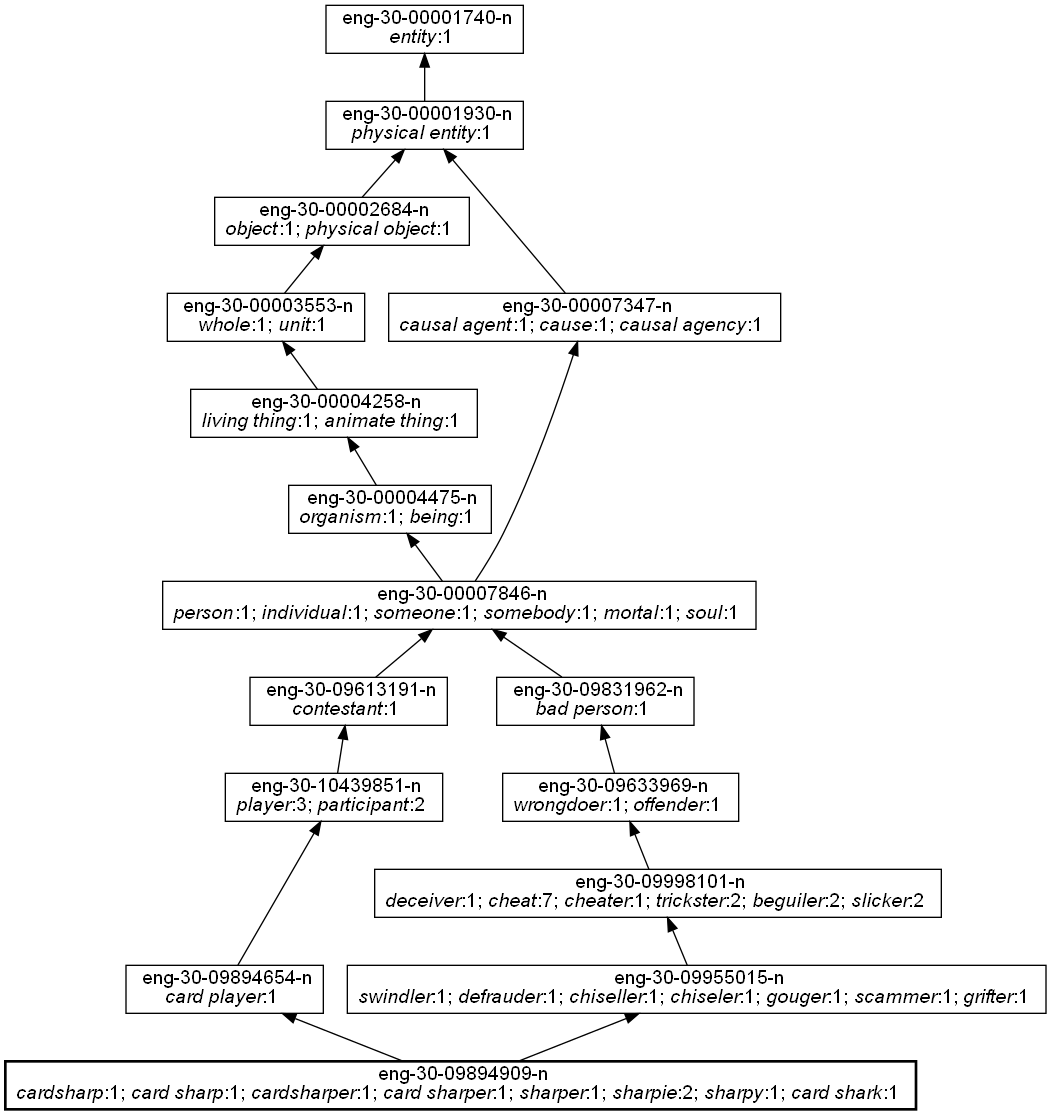 eng-30-00001740-n
entity:1
eng-30-00001930-n
physical entity:1
eng-30-00002684-n
object:1; physical object:1
eng-30-00003553-n
whole:1; unit:1
eng-30-00007347-n
causal agent:1; cause:1; causal agency:1
eng-30-00004258-n
living thing:1; animate thing:1
eng-30-00004475-n
organism:1; being:1
eng-30-00007846-n
person:1; individual:1; someone:1; somebody:1; mortal:1; soul:1
eng-30-09613191-n
contestant:1
eng-30-09831962-n
bad person:1
eng-30-10439851-n
player:3; participant:2
eng-30-09633969-n
wrongdoer:1; offender:1
eng-30-09998101-n
deceiver:1; cheat:7; cheater:1; trickster:2; beguiler:2; slicker:2
eng-30-09894654-n
card player:1
eng-30-09955015-n
swindler:1; defrauder:1; chiseller:1; chiseler:1; gouger:1; scammer:1; grifter:1
eng-30-09894909-n
cardsharp:1; card sharp:1; cardsharper:1; card sharper:1; sharper:1; sharpie:2; sharpy:1; card shark:1